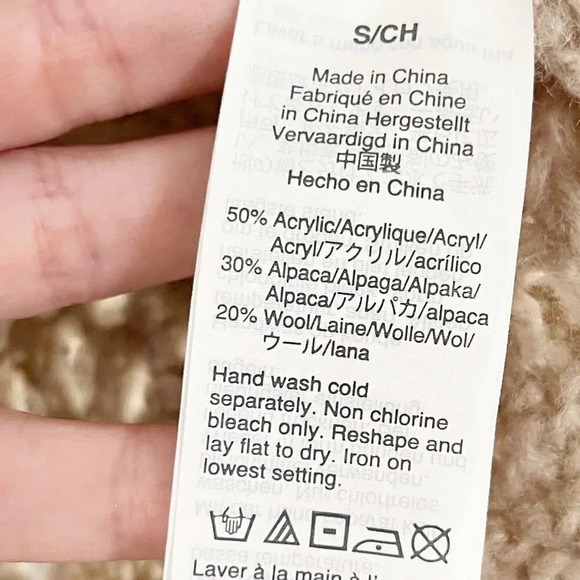 S/CH
Made in China
Fabriqué en Chine
in China Hergestellt
Vervaardigd in China
中国製
Hecho en China
50% Acrylic/Acrylique/Acryl/
Acryl/アクリル/acrílico
30% Alpaca/Alpaga/Alpaka/
Alpaca/アルパカ/alpaca
20% Wool/Laine/Wolle/Wol/
ウール/lana
Hand wash cold
separately. Non chlorine
bleach only. Reshape and
lay flat to dry. Iron on
lowest setting.
Laver à la main à l'